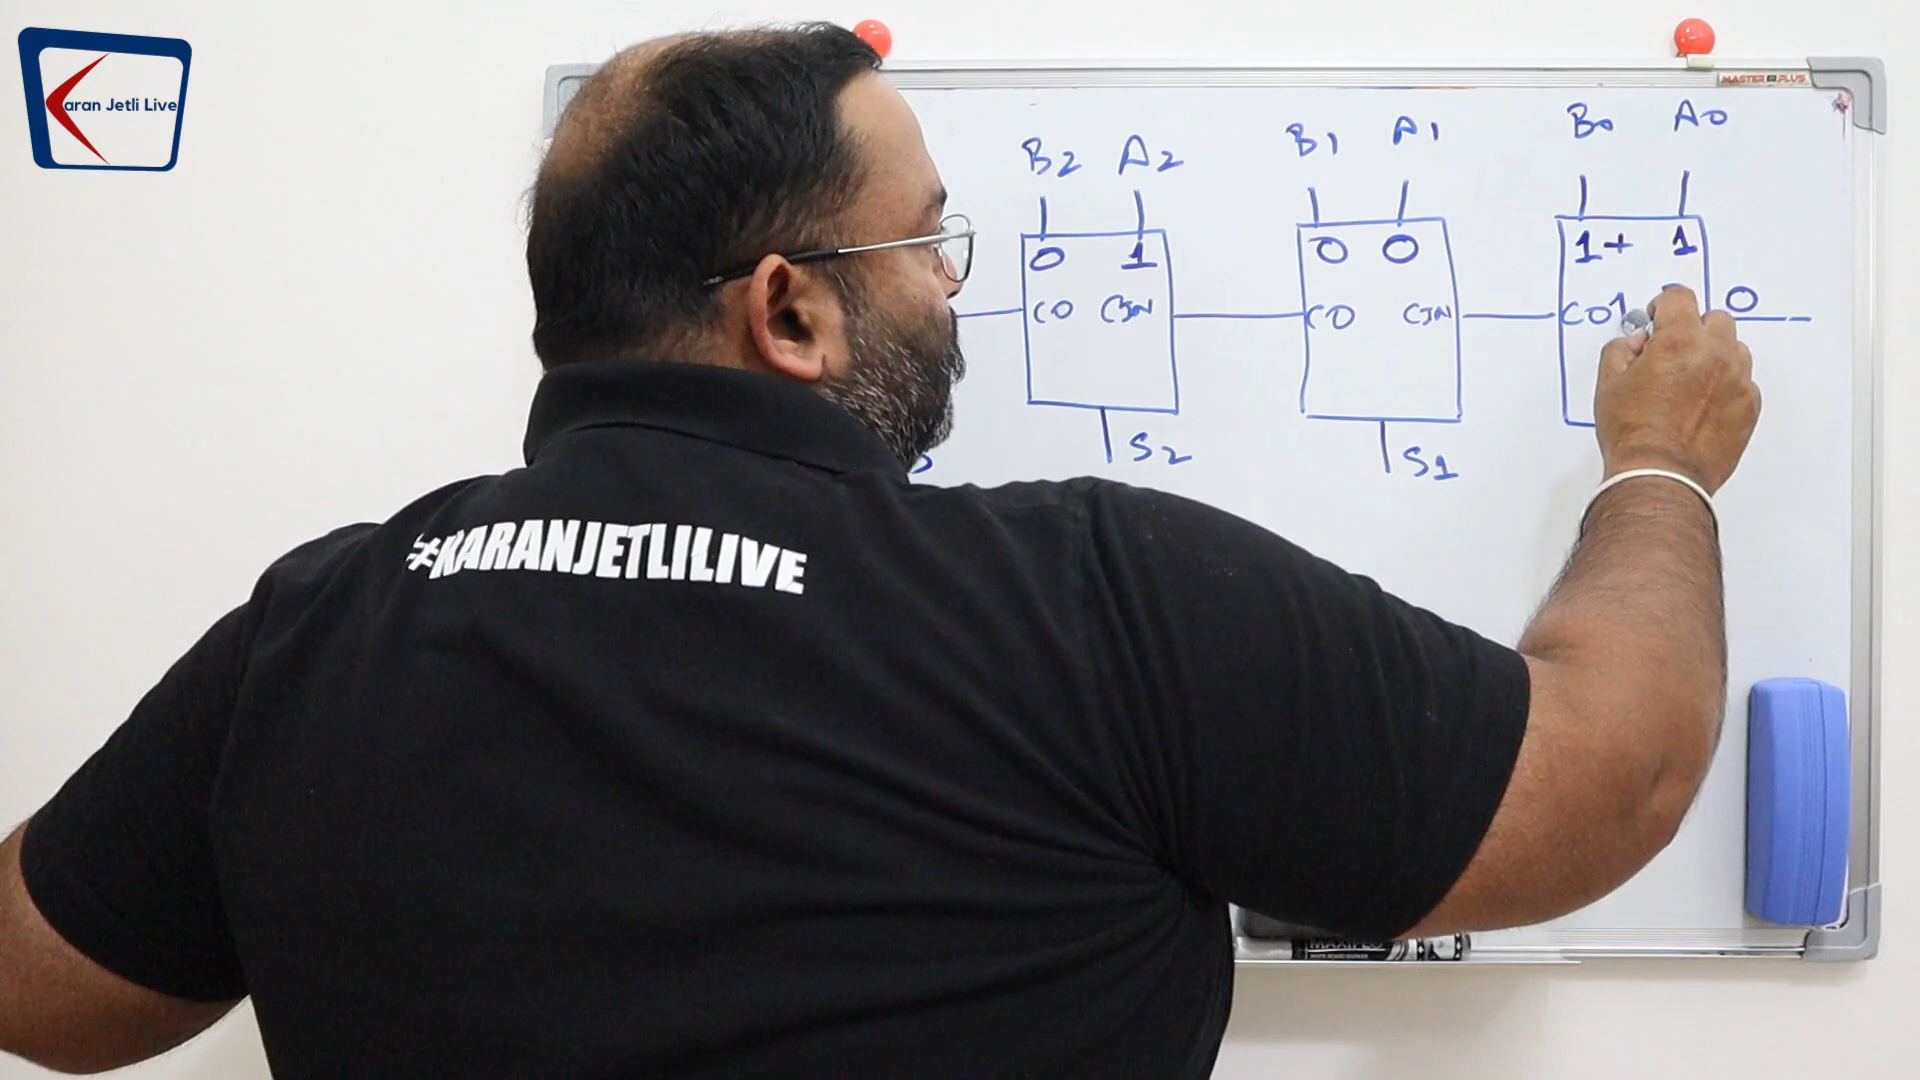 Karan Jetli Live
MASTER PLUS
B2 A2 B1 A1 B0 A0
0 1 0 0 1+ 1
CO CIN CO CIN CO1 0
S2 S1
#KARANJETLILIVE